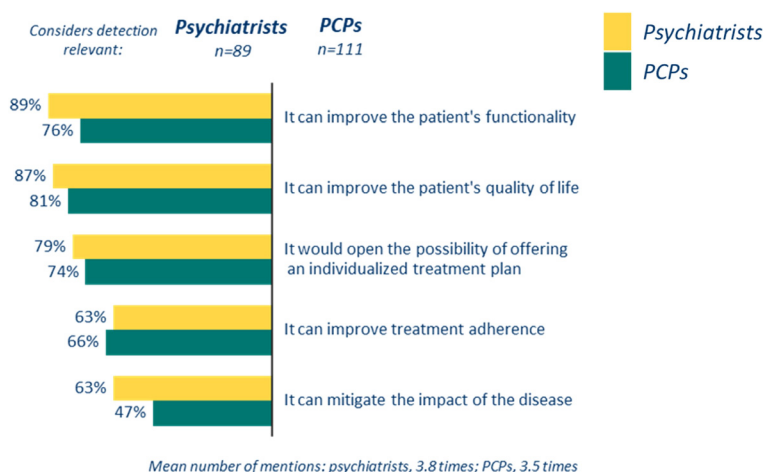 Considers detection
relevant:
Psychiatrists
n=89
PCPs
n=111
Psychiatrists
PCPs
89%
76%
It can improve the patient's functionality
87%
81%
It can improve the patient's quality of life
79%
74%
It would open the possibility of offering
an individualized treatment plan
63%
66%
It can improve treatment adherence
63%
47%
It can mitigate the impact of the disease
Mean number of mentions: psychiatrists, 3.8 times; PCPs, 3.5 times